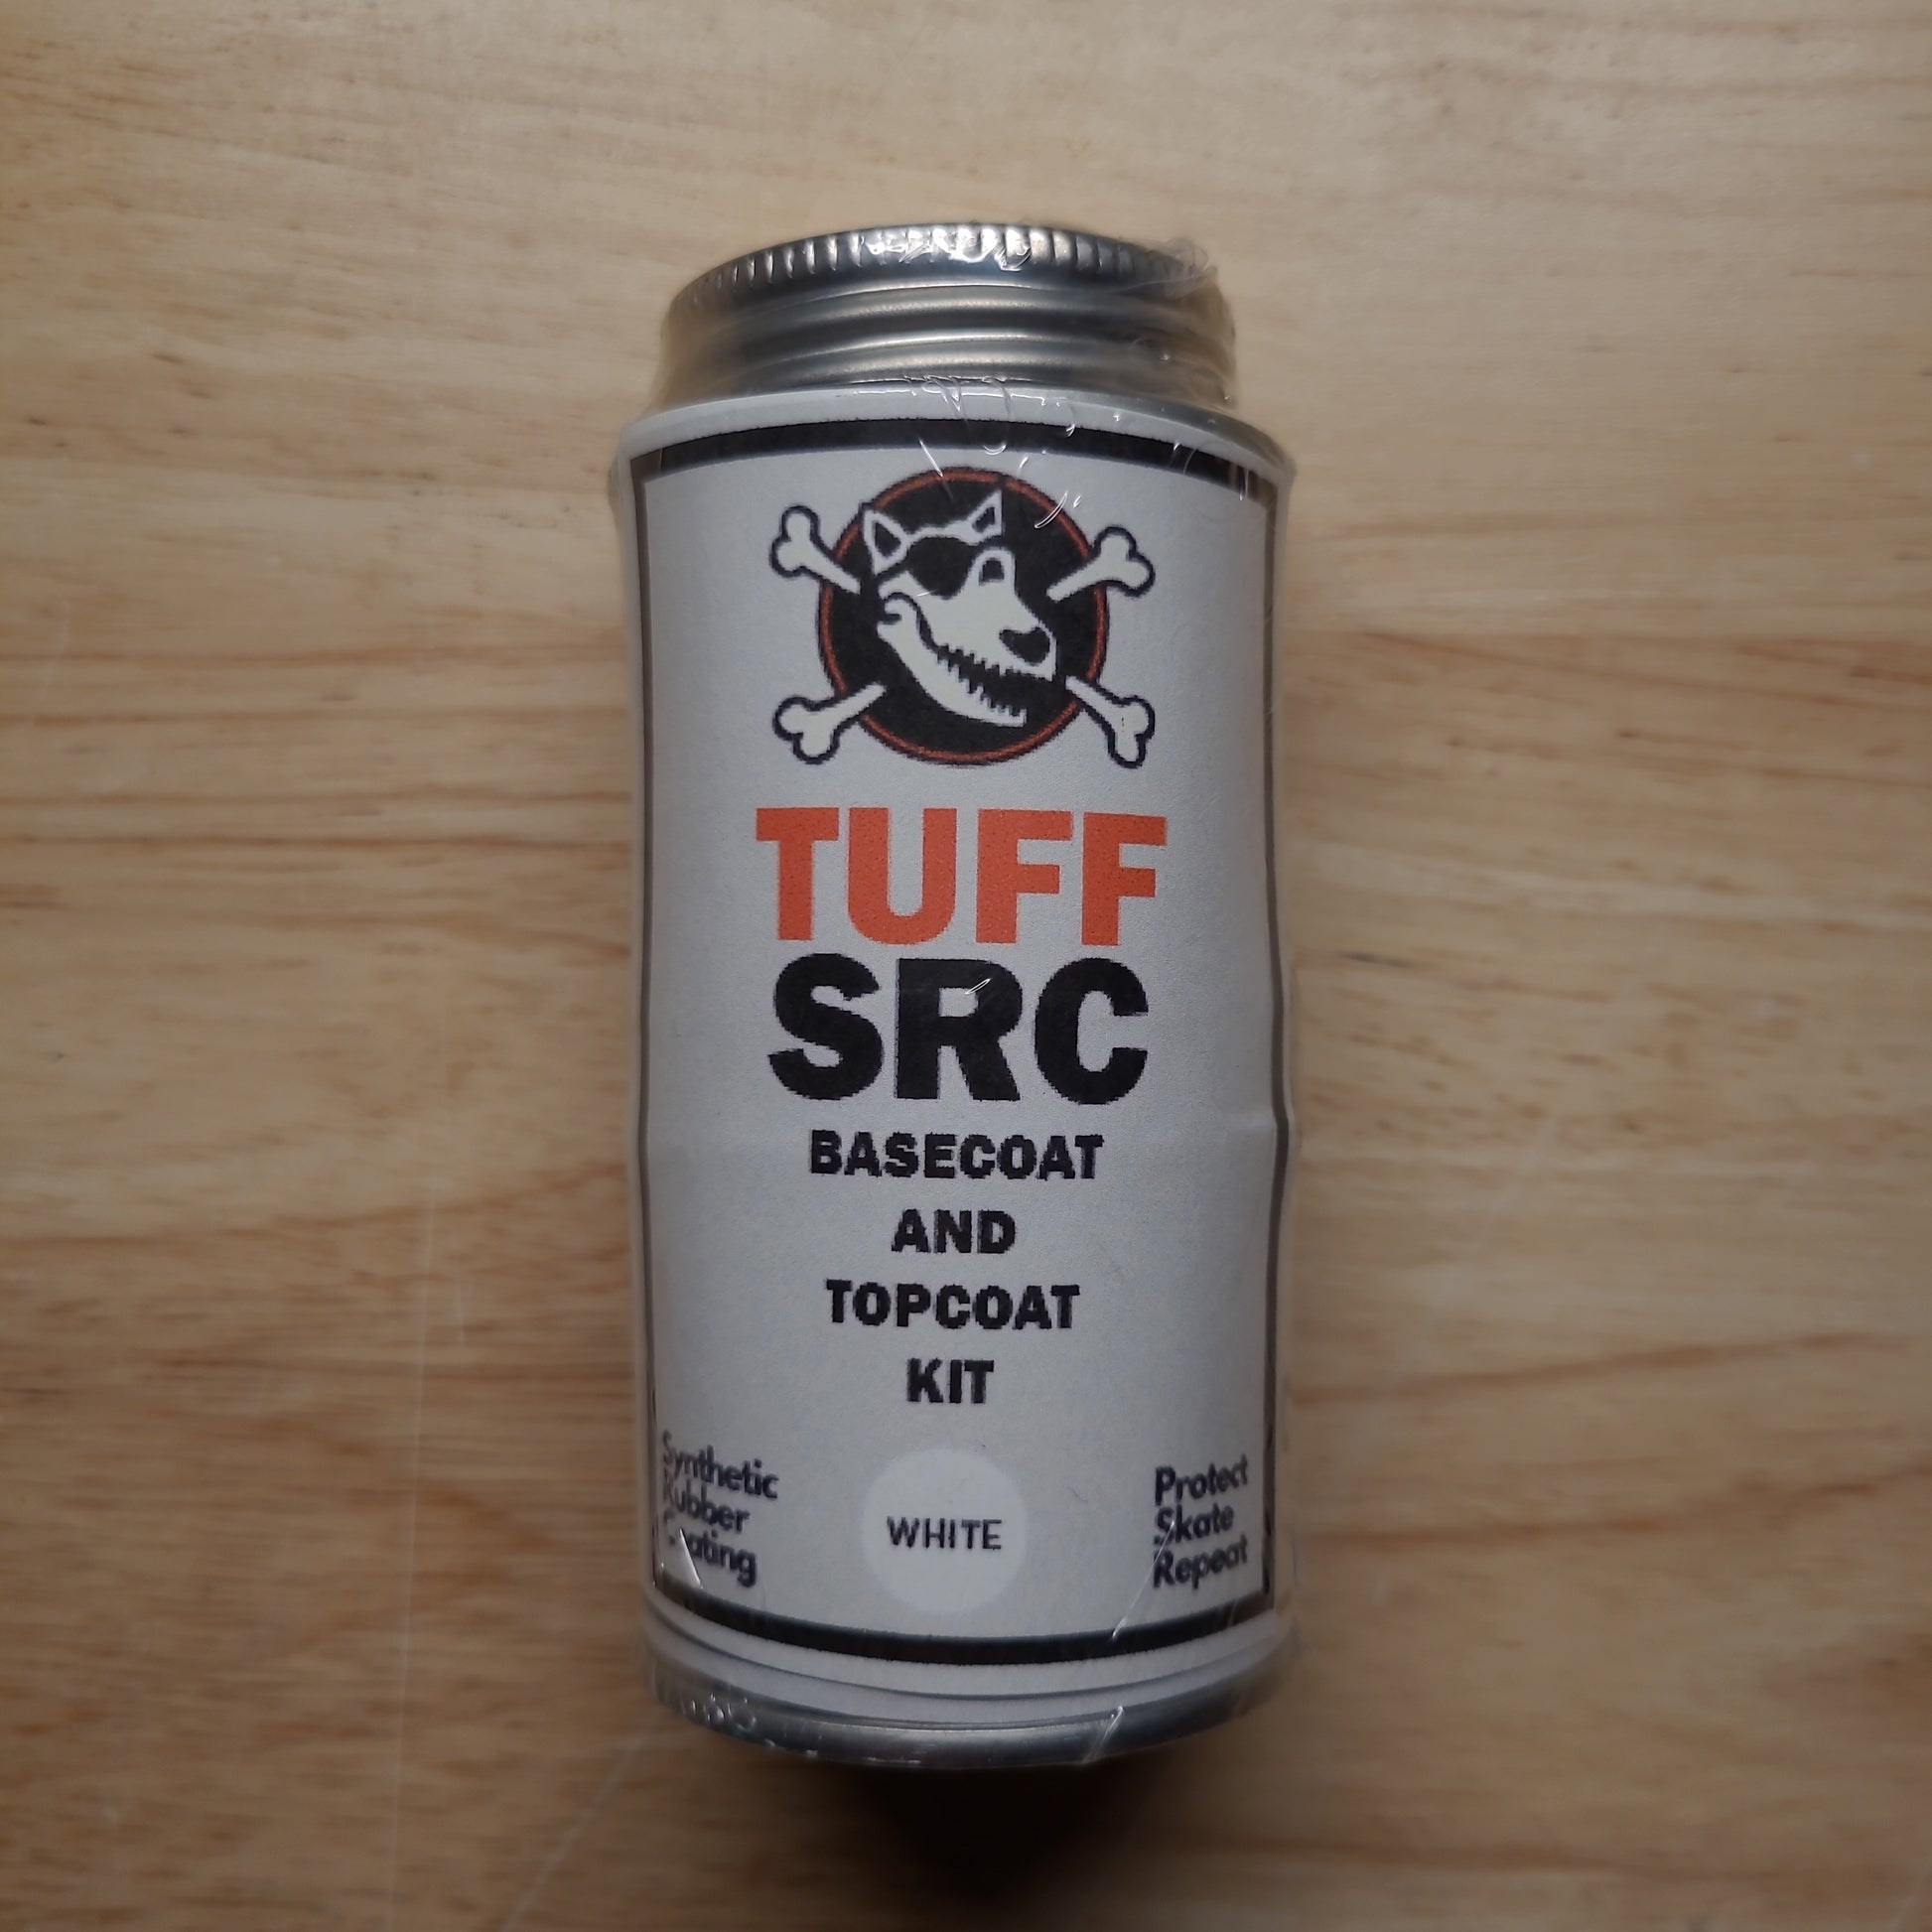 TUFF
SRC
BASECOAT
AND
TOPCOAT
KIT
Synthetic
Rubber
Coating
WHITE
Protect
Skate
Repeat